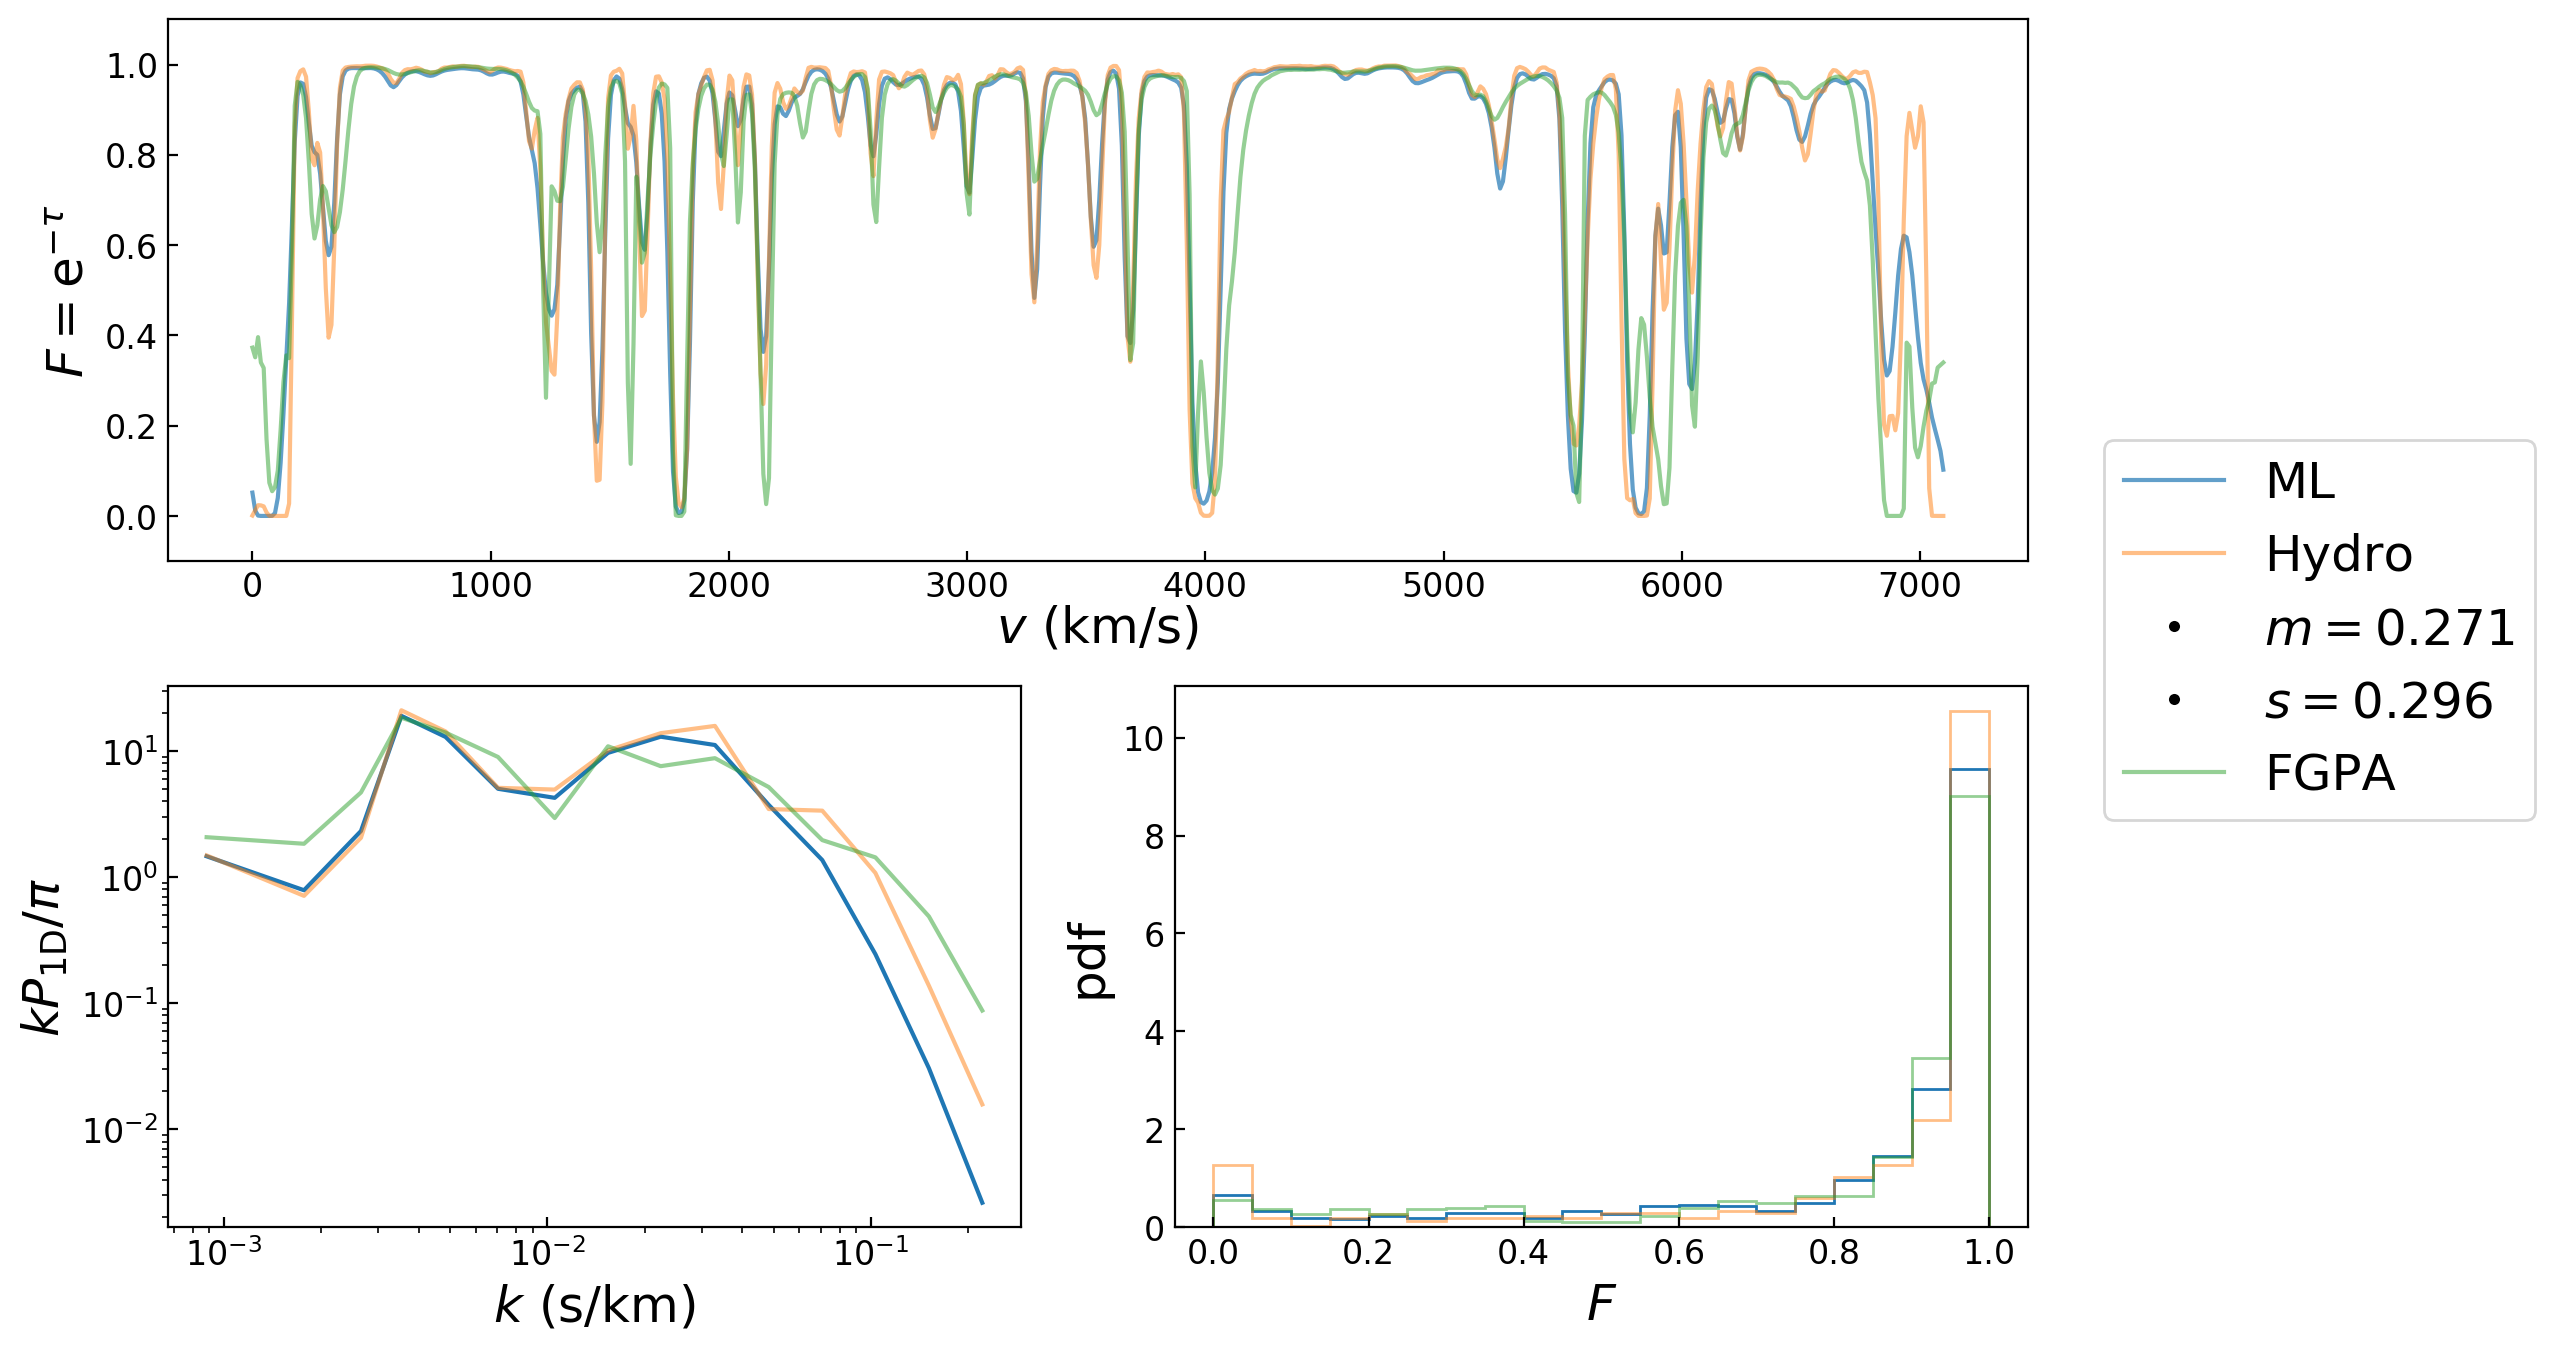 F = e^{−τ}
1.0
0.8
0.6
0.4
0.2
0.0
0 1000 2000 3000 4000 5000 6000 7000
v (km/s)
ML
Hydro
m = 0.271
s = 0.296
FGPA
kP_{1D}/π
10^1
10^0
10^{−1}
10^{−2}
10^{−3} 10^{−2} 10^{−1}
k (s/km)
pdf
10
8
6
4
2
0
0.0 0.2 0.4 0.6 0.8 1.0
F